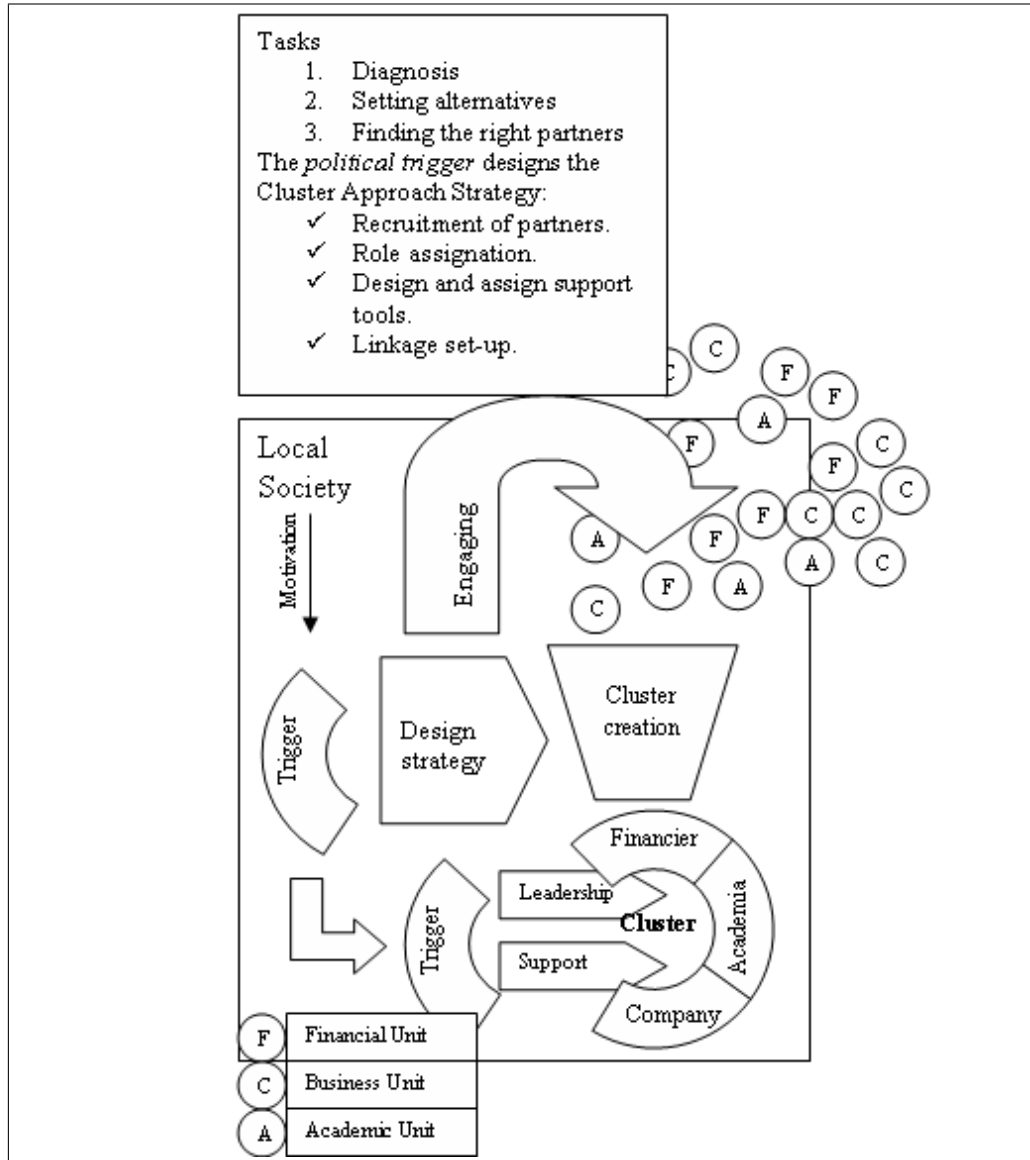 Tasks
1. Diagnosis
2. Setting alternatives
3. Finding the right partners
The political trigger designs the
Cluster Approach Strategy:
✓ Recruitment of partners.
✓ Role assignation.
✓ Design and assign support
tools.
✓ Linkage set-up.
C
C
F
F
A
F
C
F
C
A
F
F
C
C
C
F
A
A
C
Local
Society
Motivation
Engaging
Trigger
Design
strategy
Cluster
creation
Financier
Academia
Company
Trigger
Leadership
Cluster
Support
F Financial Unit
C Business Unit
A Academic Unit